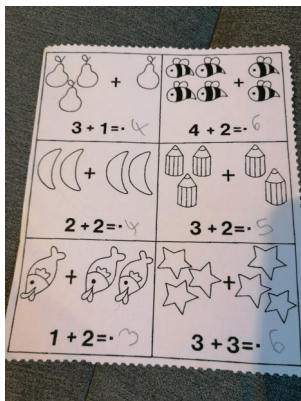 + +
3 + 1 =· 4 4 + 2 =· 6
+ +
2 + 2 =· 4 3 + 2 =· 5
+ +
1 + 2 =· 3 3 + 3 =· 6